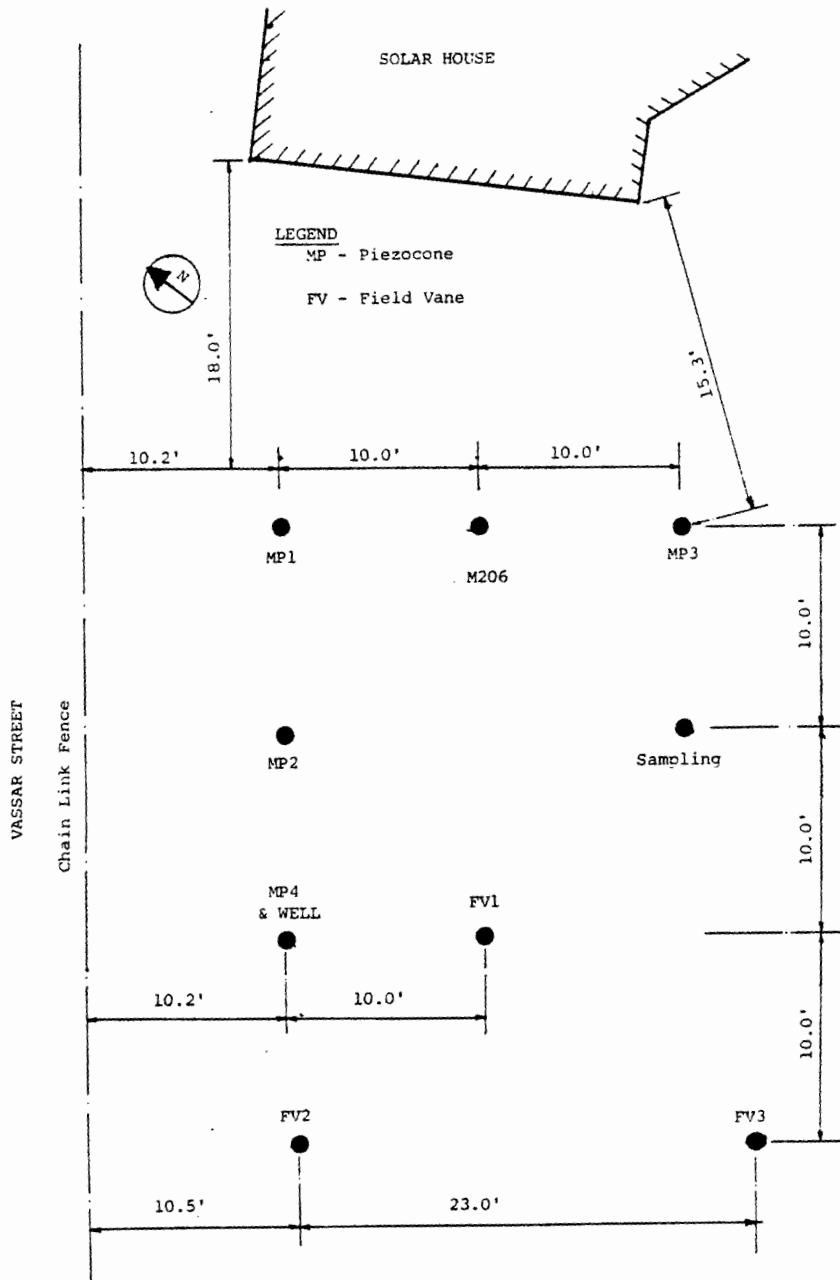 SOLAR HOUSE
LEGEND
MP - Piezocone
FV - Field Vane
N
18.0'
15.3'
10.2'
10.0'
10.0'
MP1
M206
MP3
10.0'
VASSAR STREET
Chain Link Fence
MP2
Sampling
10.0'
MP4
& WELL
FV1
10.2'
10.0'
10.0'
FV2
FV3
10.5'
23.0'